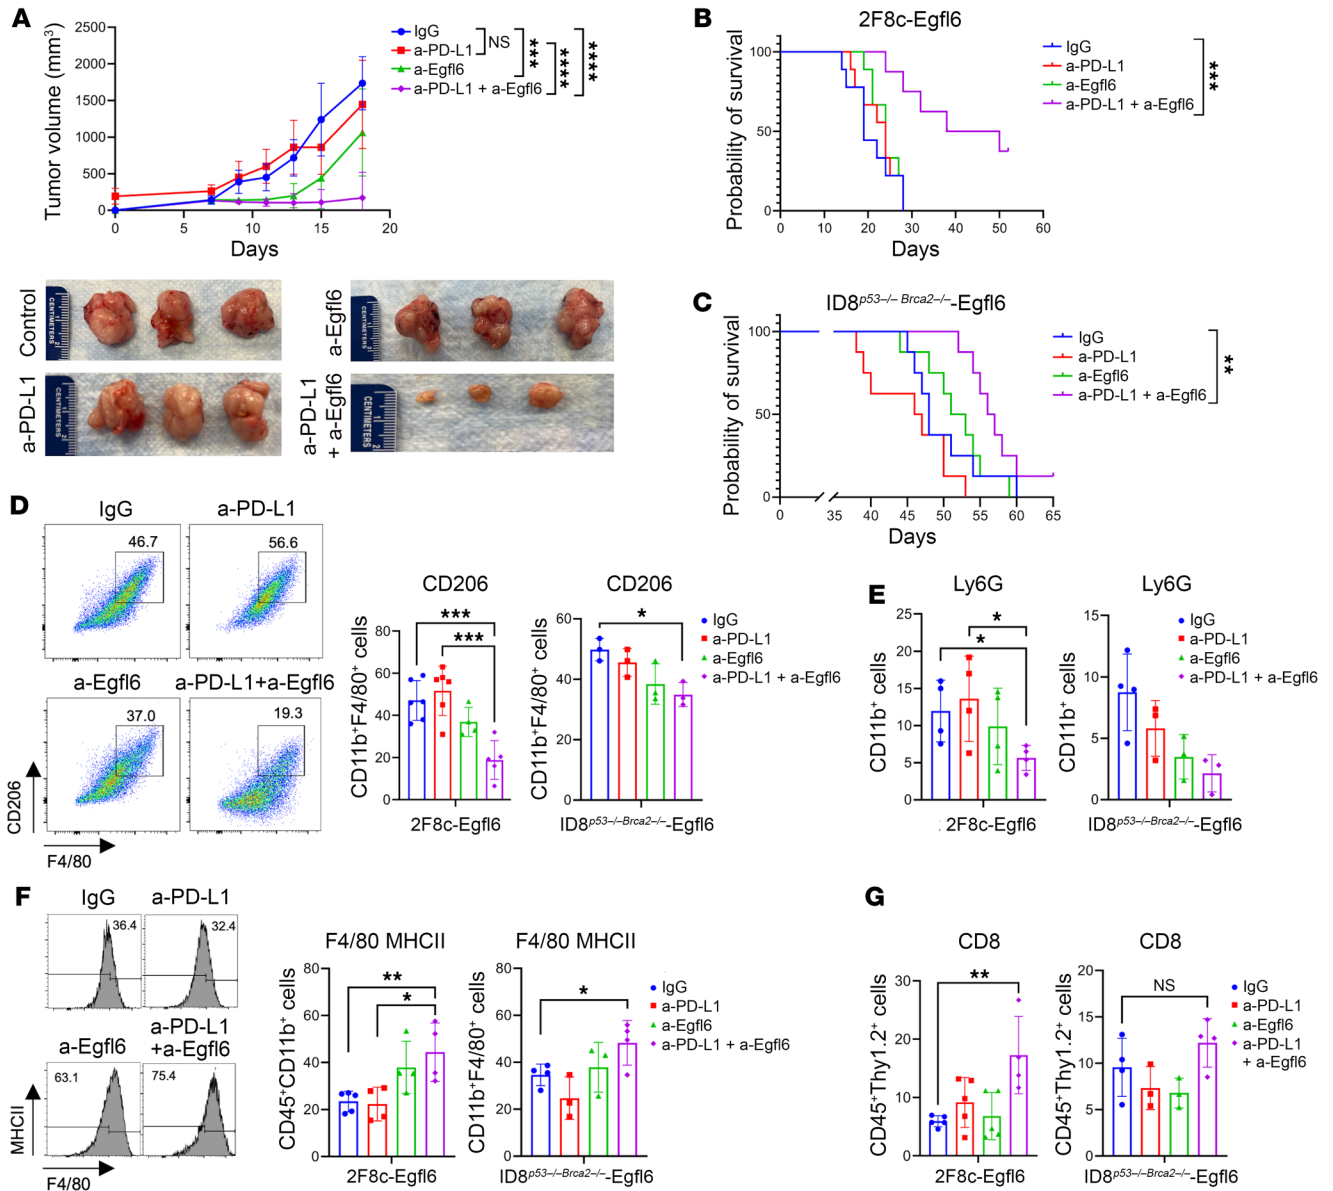 A
Tumor volume (mm³)
2500
2000
1500
1000
500
0
0
5
10
15
20
Days
IgG
a-PD-L1
a-Egfl6
a-PD-L1 + a-Egfl6
NS
***
****
****
Control
a-Egfl6
a-PD-L1
a-PD-L1
+ a-Egfl6
CENTIMETERS
1
2
CENTIMETERS
1
2
CENTIMETERS
1
2
CENTIMETERS
1
2
B
2F8c-Egfl6
Probability of survival
100
50
0
0
10
20
30
40
50
60
Days
IgG
a-PD-L1
a-Egfl6
a-PD-L1 + a-Egfl6
***
C
ID8p53–/– Brca2–/–-Egfl6
Probability of survival
100
50
0
0
35
40
45
50
55
60
65
Days
IgG
a-PD-L1
a-Egfl6
a-PD-L1 + a-Egfl6
**
D
IgG
a-PD-L1
46.7
56.6
a-Egfl6
a-PD-L1+a-Egfl6
37.0
19.3
CD206
F4/80
CD206
CD11b+F4/80+ cells
80
60
40
20
0
***
***
2F8c-Egfl6
CD206
CD11b+F4/80+ cells
60
40
20
0
*
ID8p53–/–Brca2–/–-Egfl6
IgG
a-PD-L1
a-Egfl6
a-PD-L1 + a-Egfl6
E
Ly6G
CD11b+ cells
25
20
15
10
5
0
*
*
2F8c-Egfl6
Ly6G
CD11b+ cells
15
10
5
0
ID8p53–/–Brca2–/–-Egfl6
IgG
a-PD-L1
a-Egfl6
a-PD-L1 + a-Egfl6
F
IgG
a-PD-L1
36.4
32.4
a-Egfl6
a-PD-L1
+a-Egfl6
63.1
75.4
MHCII
F4/80
F4/80 MHCII
CD45+CD11b+ cells
80
60
40
20
0
**
*
2F8c-Egfl6
F4/80 MHCII
CD11b+F4/80+ cells
80
60
40
20
0
*
ID8p53–/–Brca2–/–-Egfl6
IgG
a-PD-L1
a-Egfl6
a-PD-L1 + a-Egfl6
G
CD8
CD45+Thy1.2+ cells
30
20
10
0
**
2F8c-Egfl6
CD8
CD45+Thy1.2+ cells
20
15
10
5
0
NS
ID8p53–/–Brca2–/–-Egfl6
IgG
a-PD-L1
a-Egfl6
a-PD-L1
+ a-Egfl6